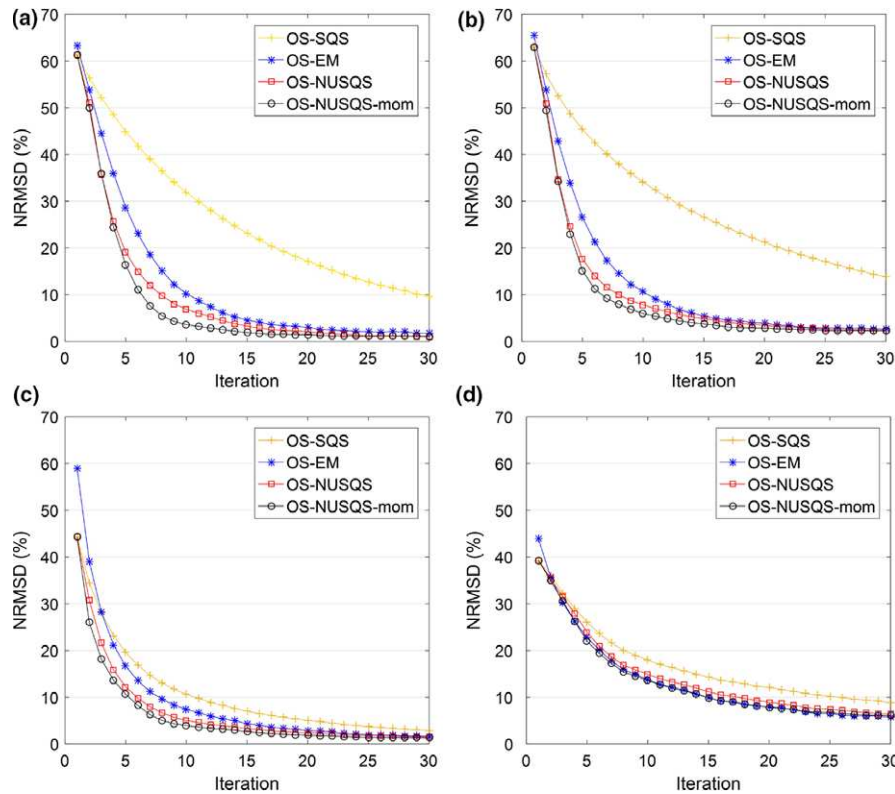 (a)
70
60
50
40
30
20
10
0
NRMSD (%)
OS-SQS
OS-EM
OS-NUSQS
OS-NUSQS-mom
0 5 10 15 20 25 30
Iteration
(b)
70
60
50
40
30
20
10
0
NRMSD (%)
OS-SQS
OS-EM
OS-NUSQS
OS-NUSQS-mom
0 5 10 15 20 25 30
Iteration
(c)
70
60
50
40
30
20
10
0
NRMSD (%)
OS-SQS
OS-EM
OS-NUSQS
OS-NUSQS-mom
0 5 10 15 20 25 30
Iteration
(d)
70
60
50
40
30
20
10
0
NRMSD (%)
OS-SQS
OS-EM
OS-NUSQS
OS-NUSQS-mom
0 5 10 15 20 25 30
Iteration